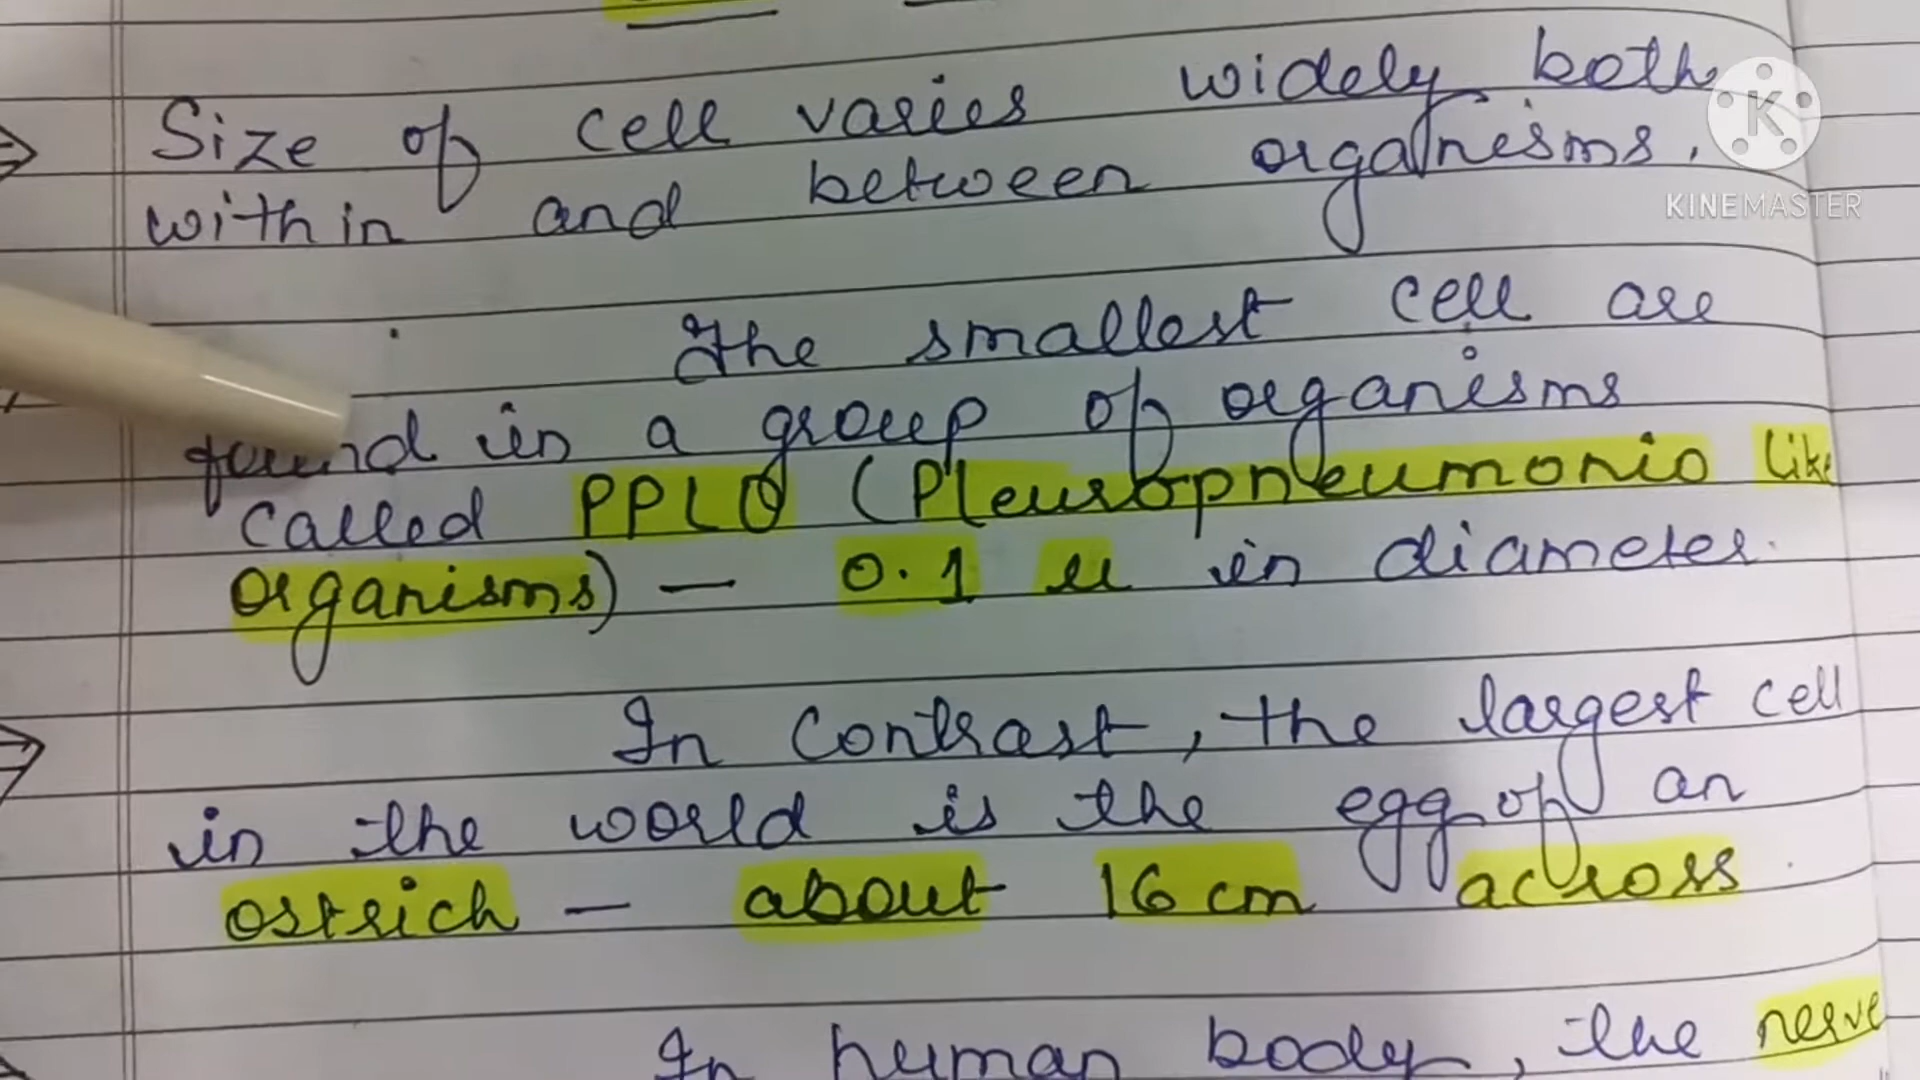 Size of cell varies widely both
within and between organisms.
The smallest cell are
found in a group of organisms
called PPLO (Pleuropneumonio like
organisms) — 0.1 u in diameter.
In contrast, the largest cell
in the world is the egg of an
ostrich — about 16 cm across
In human body, the nerve
K
KINEMASTER